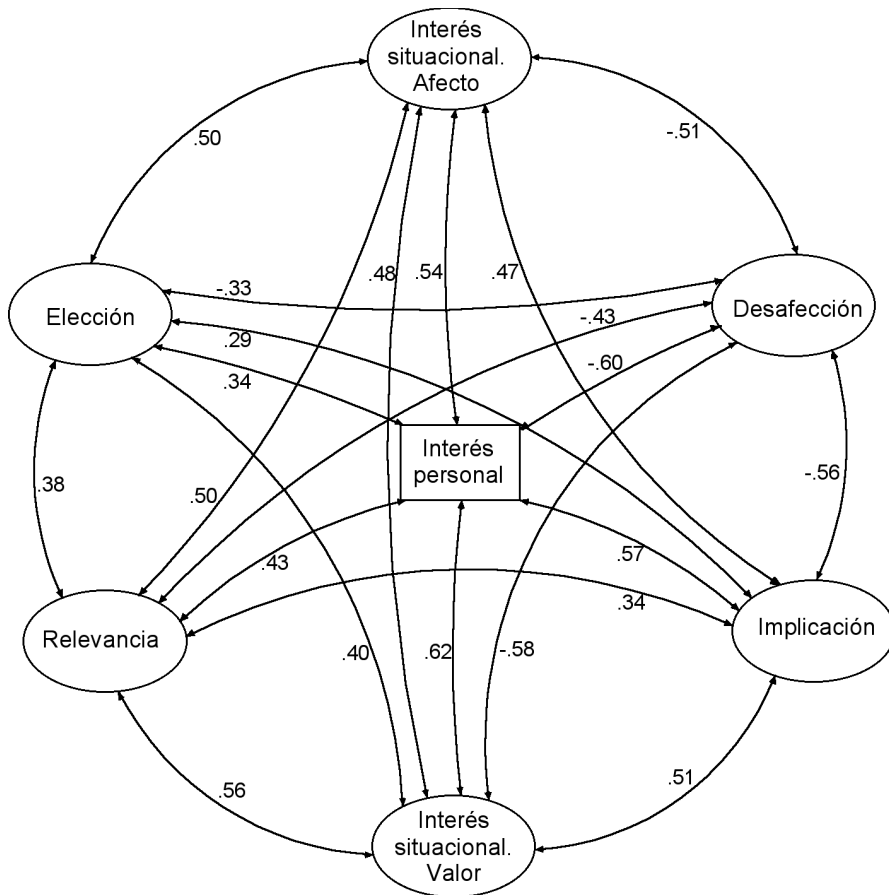 Interés
situacional.
Afecto
.50
-.51
.48
.54
.47
-.33
Elección
Desafección
-.43
.29
.34
-.60
Interés
personal
.38
.50
-.56
.43
.57
.34
Relevancia
Implicación
.40
.62
-.58
.56
.51
Interés
situacional.
Valor